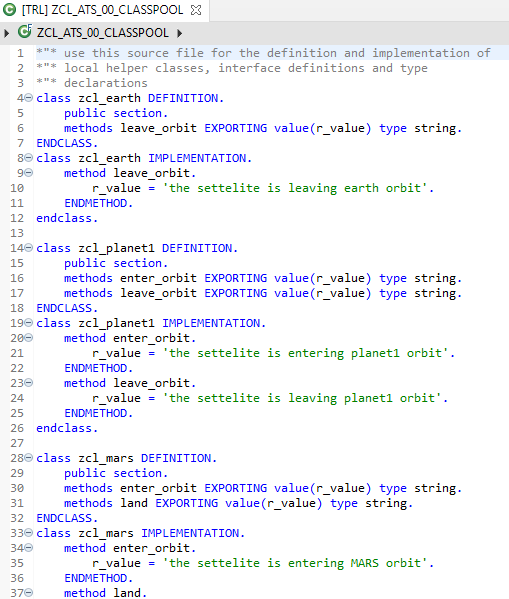 [TRL] ZCL_ATS_00_CLASSPOOL
ZCL_ATS_00_CLASSPOOL
1 *"* use this source file for the definition and implementation of
2 *"* local helper classes, interface definitions and type
3 *"* declarations
4 class zcl_earth DEFINITION.
5 public section.
6 methods leave_orbit EXPORTING value(r_value) type string.
7 ENDCLASS.
8 class zcl_earth IMPLEMENTATION.
9 method leave_orbit.
10 r_value = 'the settelite is leaving earth orbit'.
11 ENDMETHOD.
12 endclass.
13
14 class zcl_planet1 DEFINITION.
15 public section.
16 methods enter_orbit EXPORTING value(r_value) type string.
17 methods leave_orbit EXPORTING value(r_value) type string.
18 ENDCLASS.
19 class zcl_planet1 IMPLEMENTATION.
20 method enter_orbit.
21 r_value = 'the settelite is entering planet1 orbit'.
22 ENDMETHOD.
23 method leave_orbit.
24 r_value = 'the settelite is leaving planet1 orbit'.
25 ENDMETHOD.
26 endclass.
27
28 class zcl_mars DEFINITION.
29 public section.
30 methods enter_orbit EXPORTING value(r_value) type string.
31 methods land EXPORTING value(r_value) type string.
32 ENDCLASS.
33 class zcl_mars IMPLEMENTATION.
34 method enter_orbit.
35 r_value = 'the settelite is entering MARS orbit'.
36 ENDMETHOD.
37 method land.